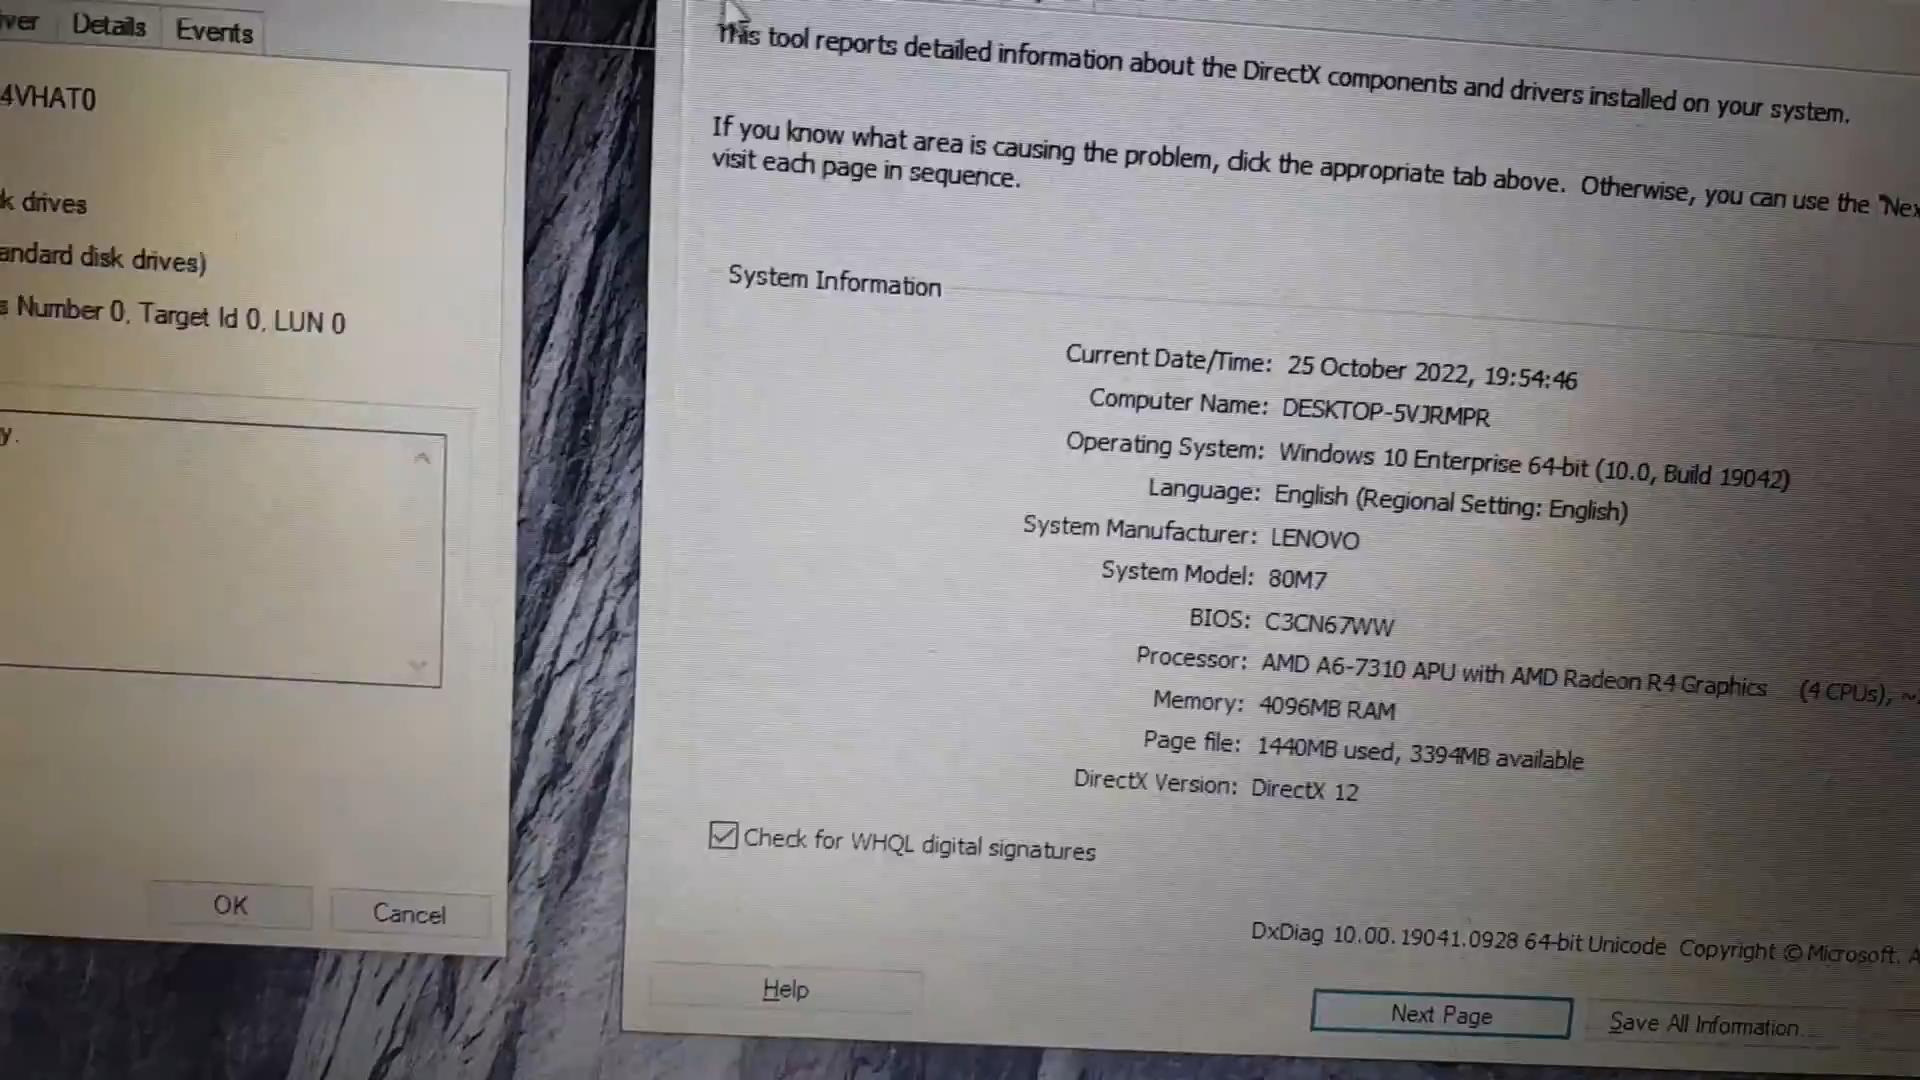 Details Events
4VHAT0
drives
disk drives)
Number 0, Target Id 0, LUN 0
OK Cancel
This tool reports detailed information about the DirectX components and drivers installed on your system.
If you know what area is causing the problem, click the appropriate tab above. Otherwise, you can use the
visit each page in sequence.
System Information
Current Date/Time: 25 October 2022, 19:54:46
Computer Name: DESKTOP-5VJRMPR
Operating System: Windows 10 Enterprise 64-bit (10.0, Build 19042)
Language: English (Regional Setting: English)
System Manufacturer: LENOVO
System Model: 80M7
BIOS: C3CN67WW
Processor: AMD A6-7310 APU with AMD Radeon R4 Graphics (4 CPUs), ~
Memory: 4096MB RAM
Page file: 1440MB used, 3394MB available
DirectX Version: DirectX 12
Check for WHQL digital signatures
DxDiag 10.00.19041.0928 64-bit Unicode Copyright © Microsoft.
Help Next Page Save All Information...